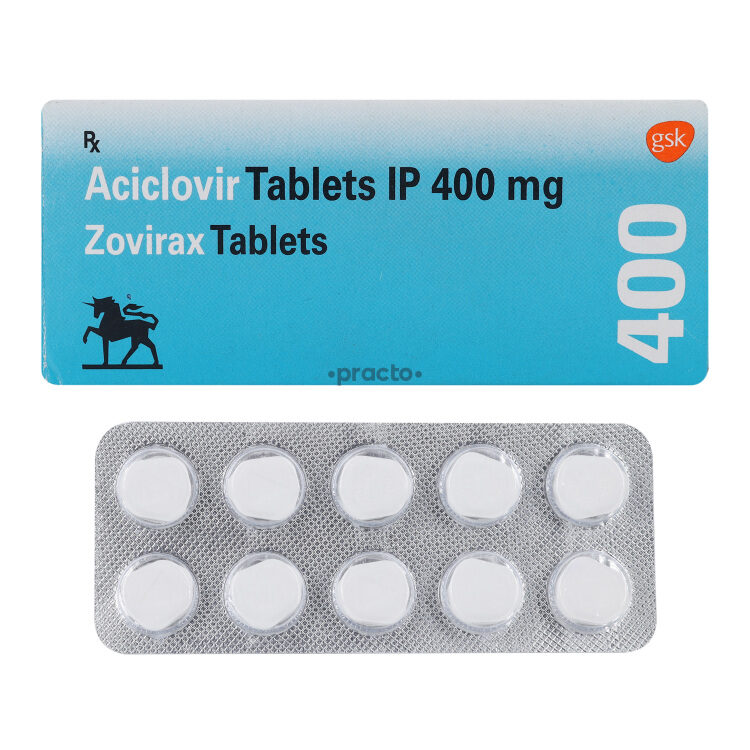 Rx
gsk
Aciclovir Tablets IP 400 mg
Zovirax Tablets
400
•practo•